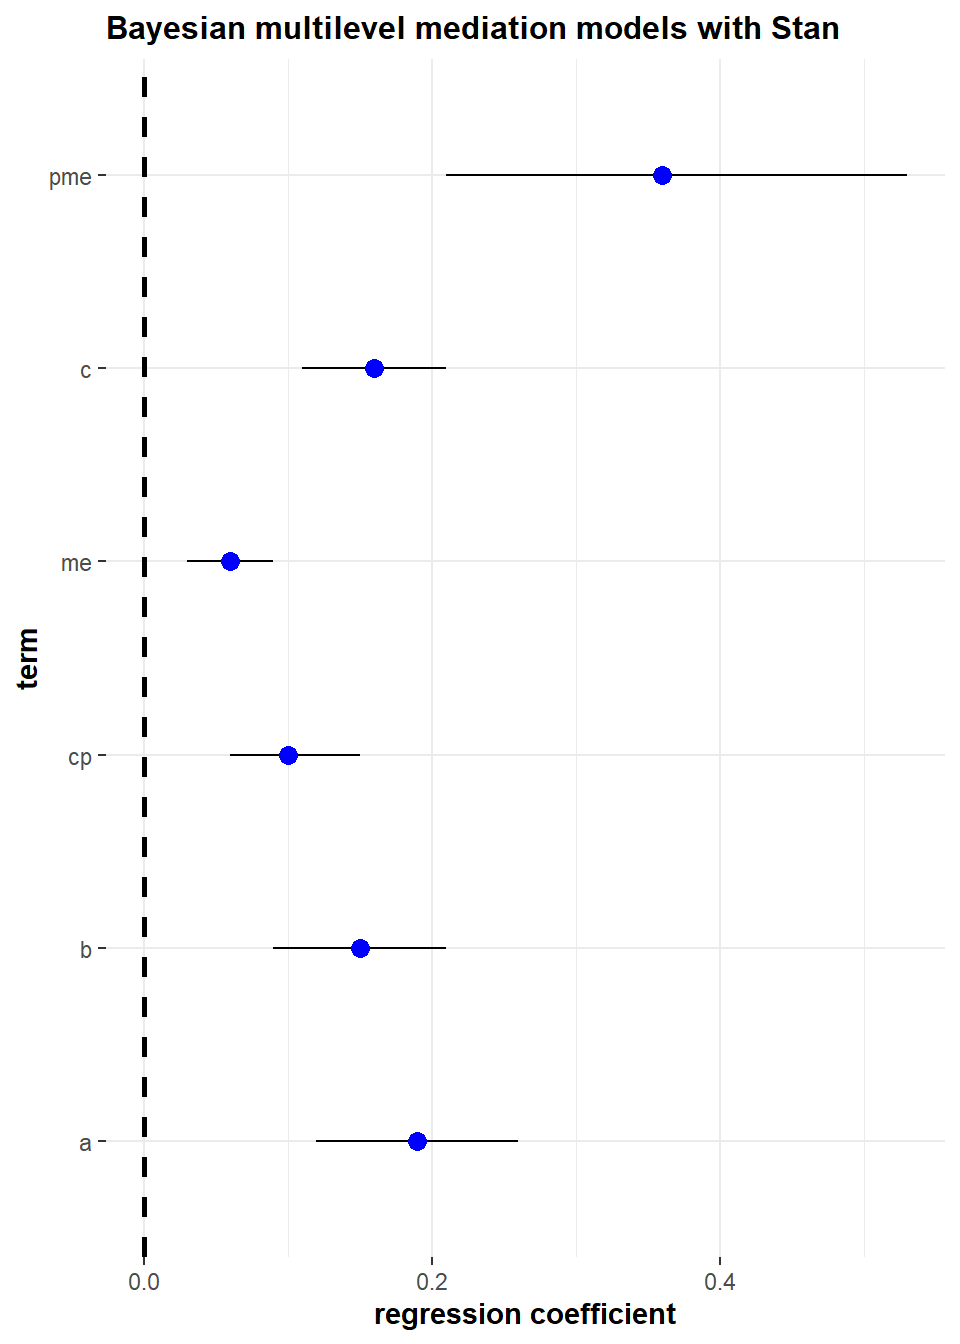 Bayesian multilevel mediation models with Stan
pme
c
me
term
cp
b
a
0.0
0.2
0.4
regression coefficient